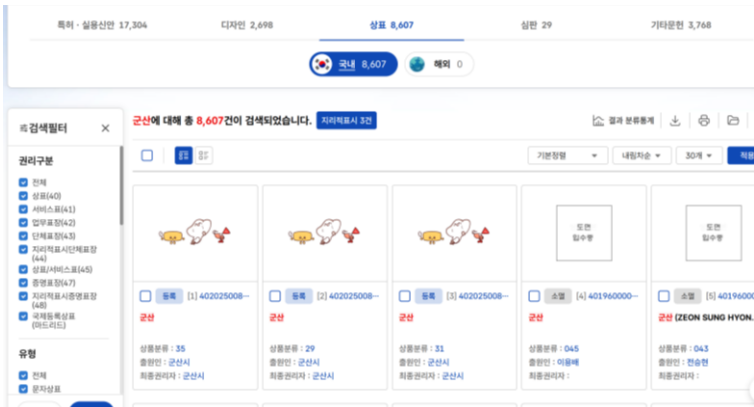 특허 · 실용신안 17,304 디자인 2,698 상표 8,607 심판 29 기타문헌 3,768
국내 8,607 해외 0
검색필터
군산에 대해 총 8,607건이 검색되었습니다. 지리적표시 3건 결과 분류통계
기본정렬 내림차순 30개 적용
권리구분
전체
상표(40)
서비스표(41)
업무표장(42)
단체표장(43)
지리적표시단체표장
(44)
상표/서비스표(45)
증명표장(47)
지리적표시증명표장
(48)
국제등록상표
(마드리드)
유형
전체
문자상표
등록 [1] 402025008···
군산
상품분류 : 35
출원인 : 군산시
최종권리자 : 군산시
등록 [2] 402025008···
군산
상품분류 : 29
출원인 : 군산시
최종권리자 : 군산시
등록 [3] 402025008···
군산
상품분류 : 31
출원인 : 군산시
최종권리자 : 군산시
도면
입수중
소멸 [4] 401960000···
군산
상품분류 : 045
출원인 : 이용배
최종권리자 :
도면
입수중
소멸 [5] 40196000
군산 (ZEON SUNG HYON.
상품분류 : 043
출원인 : 전승현
최종권리자 :